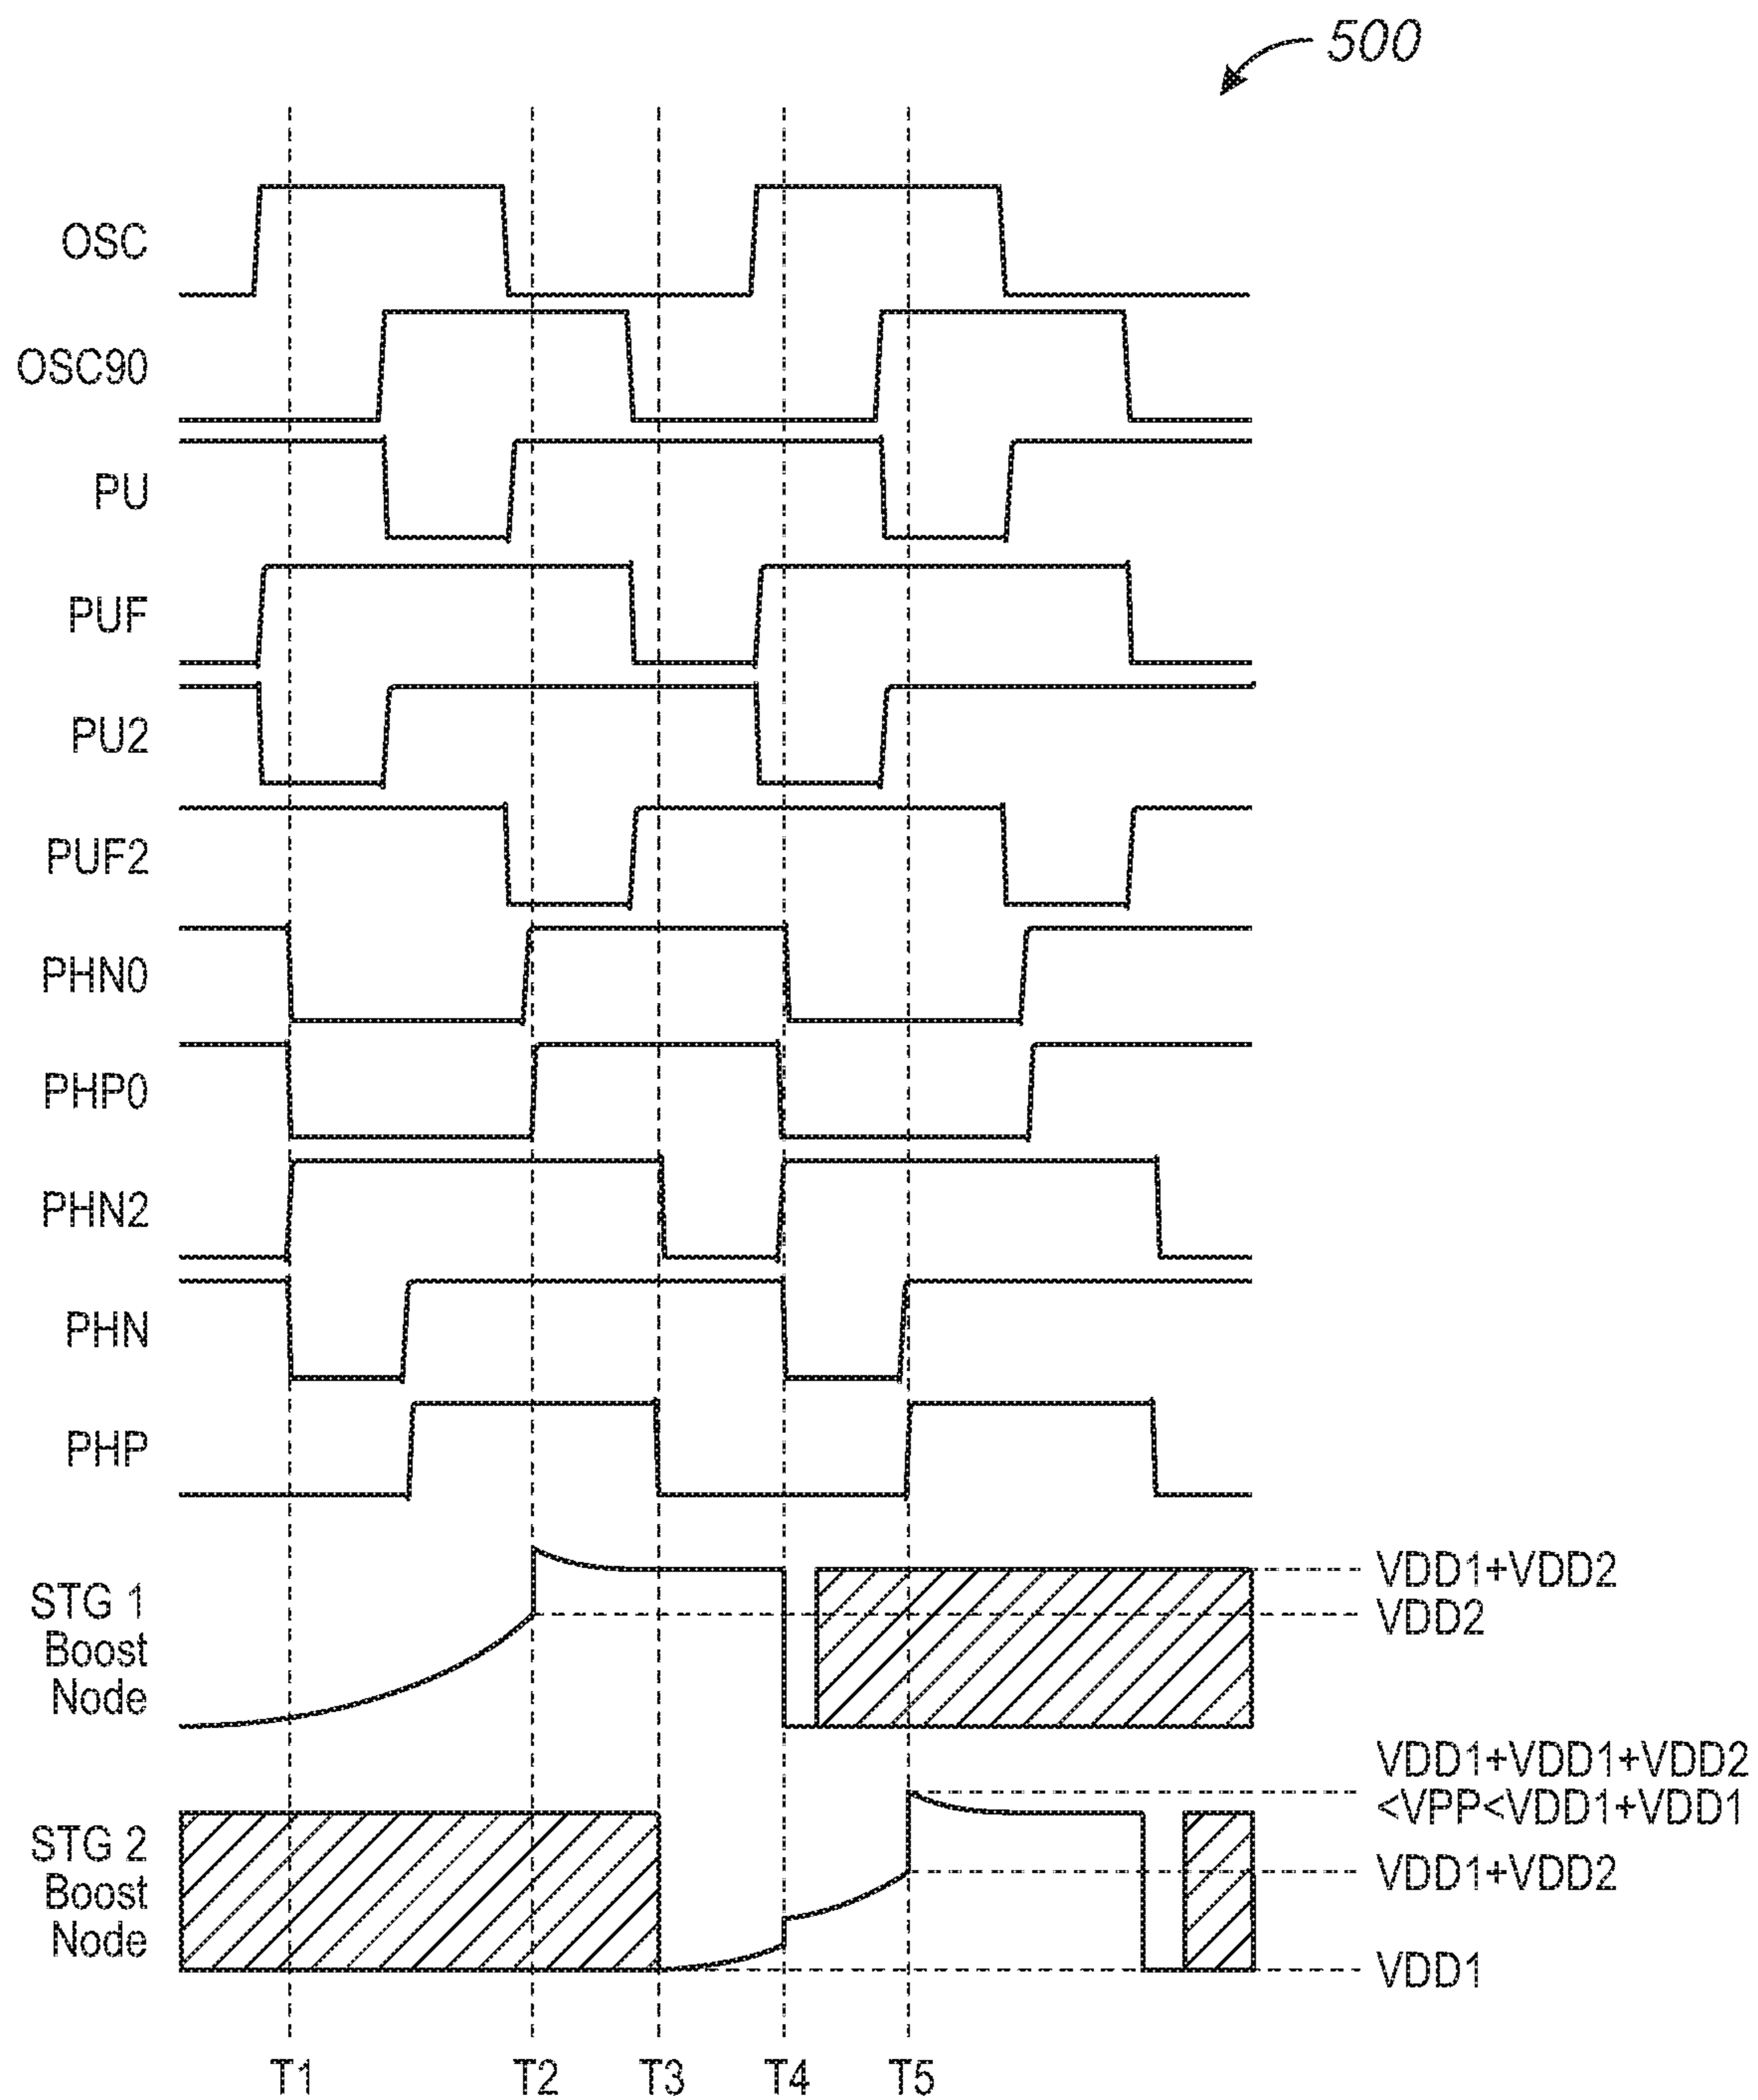 500
OSC
OSC90
PU
PUF
PU2
PUF2
PHN0
PHP0
PHN2
PHN
PHP
STG 1
Boost
Node
VDD1+VDD2
VDD2
STG 2
Boost
Node
VDD1+VDD1+VDD2
<VPP<VDD1+VDD1
VDD1+VDD2
VDD1
T1 T2 T3 T4 T5